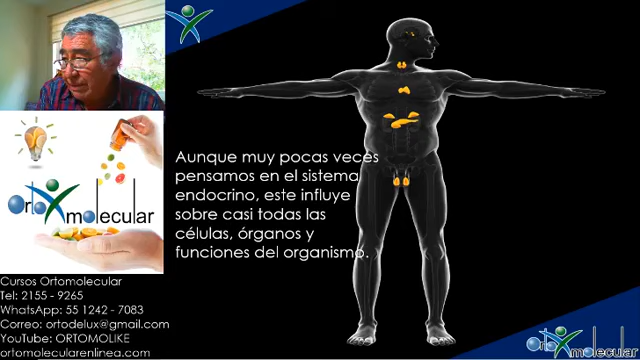 Orto molecular
Aunque muy pocas veces
pensamos en el sistema
endocrino, este influye
sobre casi todas las
células, órganos y
funciones del organismo.
Cursos Ortomolecular
Tel: 2155 - 9265
WhatsApp: 55 1242 - 7083
Correo: ortodelux@gmail.com
YouTube: ORTOMOLIKE
ortomolecularenlinea.com
Orto molecular